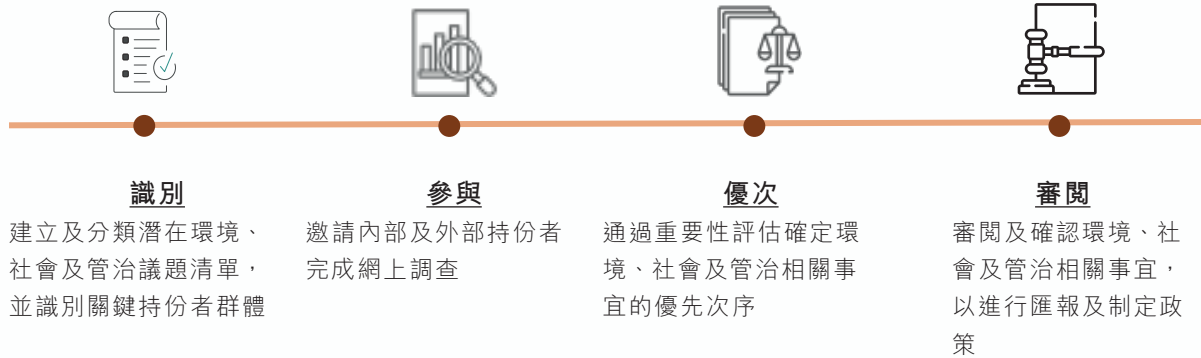 識別
建立及分類潛在環境、
社會及管治議題清單，
並識別關鍵持份者群體
參與
邀請內部及外部持份者
完成網上調查
優次
通過重要性評估確定環
境、社會及管治相關事
宜的優先次序
審閱
審閱及確認環境、社
會及管治相關事宜，
以進行匯報及制定政
策